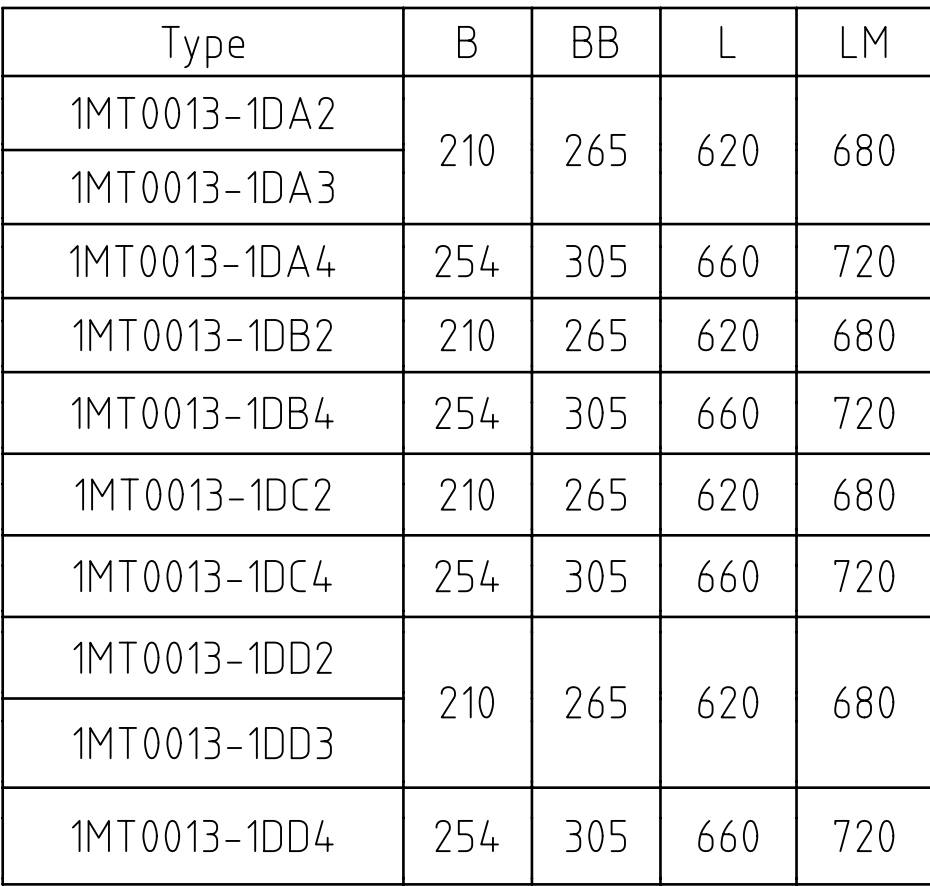 Type B BB L LM
1MT0013-1DA2
210 265 620 680
1MT0013-1DA3
1MT0013-1DA4 254 305 660 720
1MT0013-1DB2 210 265 620 680
1MT0013-1DB4 254 305 660 720
1MT0013-1DC2 210 265 620 680
1MT0013-1DC4 254 305 660 720
1MT0013-1DD2
210 265 620 680
1MT0013-1DD3
1MT0013-1DD4 254 305 660 720